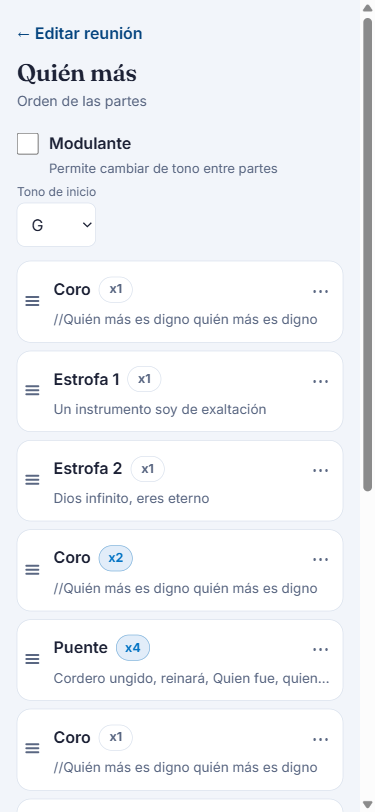 ← Editar reunión
Quién más
Orden de las partes
Modulante
Permite cambiar de tono entre partes
Tono de inicio
G
Coro x1 ...
//Quién más es digno quién más es digno
Estrofa 1 x1 ...
Un instrumento soy de exaltación
Estrofa 2 x1 ...
Dios infinito, eres eterno
Coro x2 ...
//Quién más es digno quién más es digno
Puente x4 ...
Cordero ungido, reinará, Quien fue, quien...
Coro x1 ...
//Quién más es digno quién más es digno